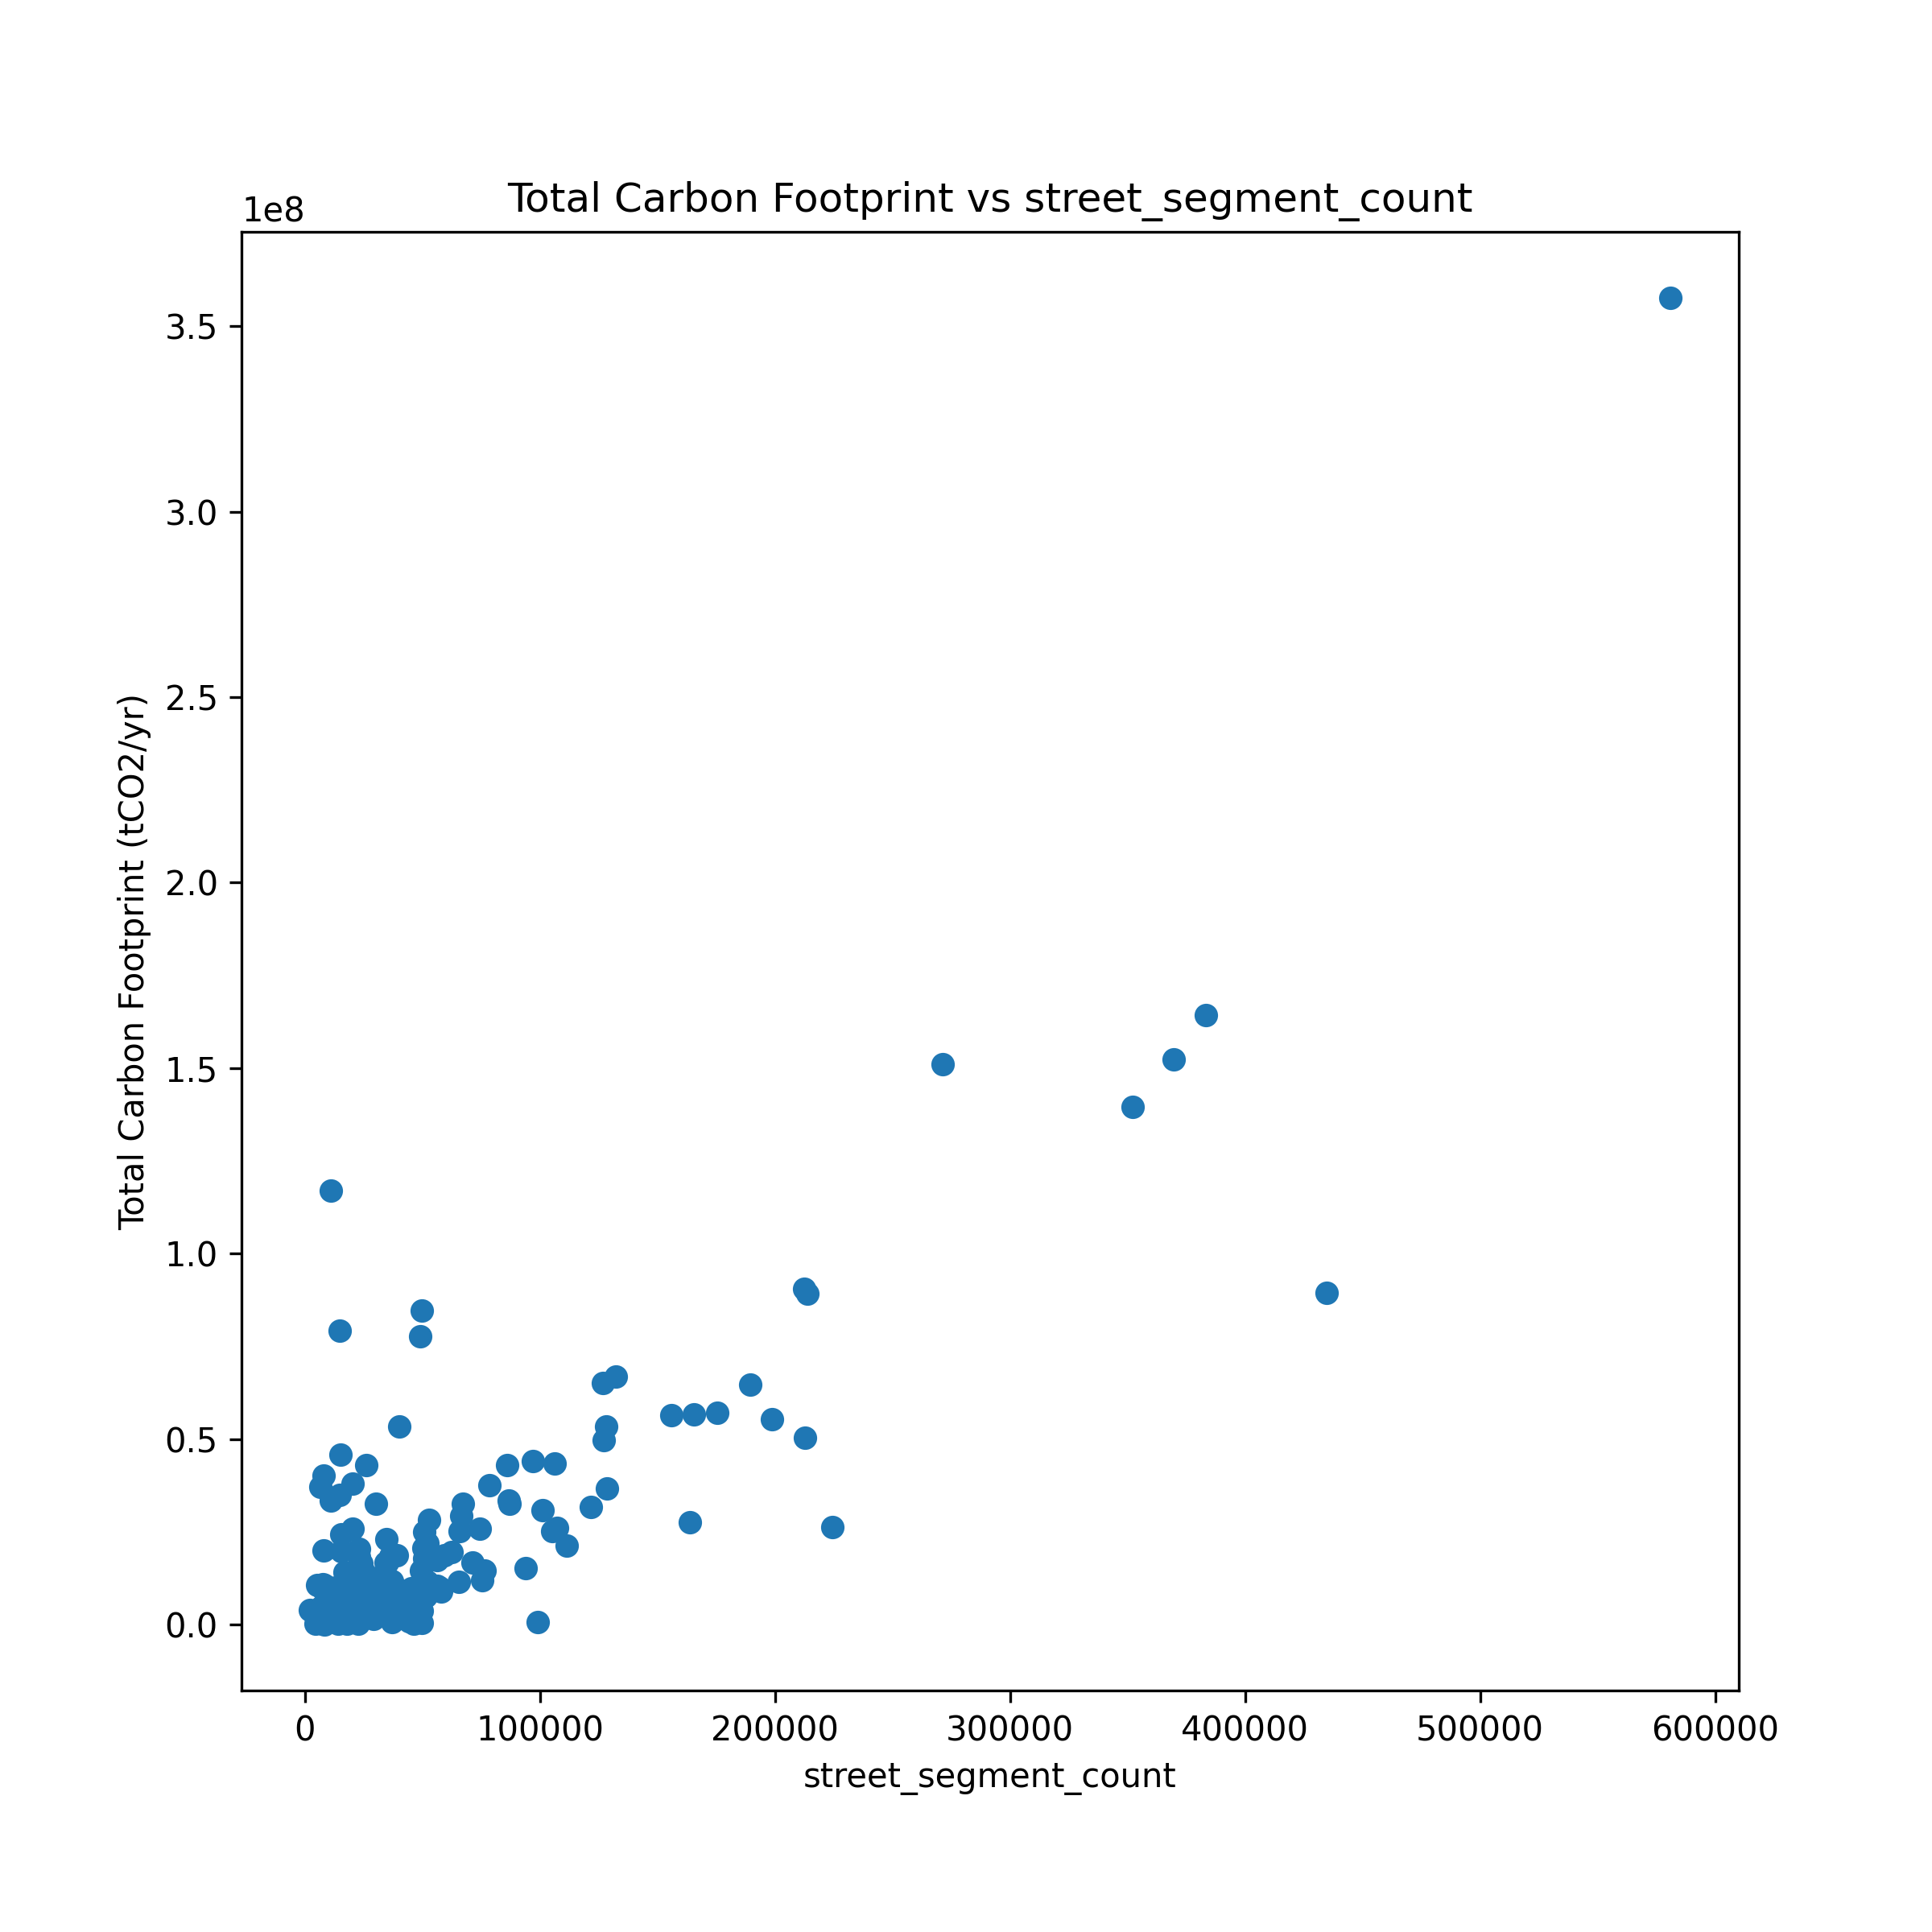 Total Carbon Footprint vs street_segment_count
1e8
3.5
3.0
2.5
2.0
1.5
1.0
0.5
0.0
Total Carbon Footprint (tCO2/yr)
0 100000 200000 300000 400000 500000 600000
street_segment_count